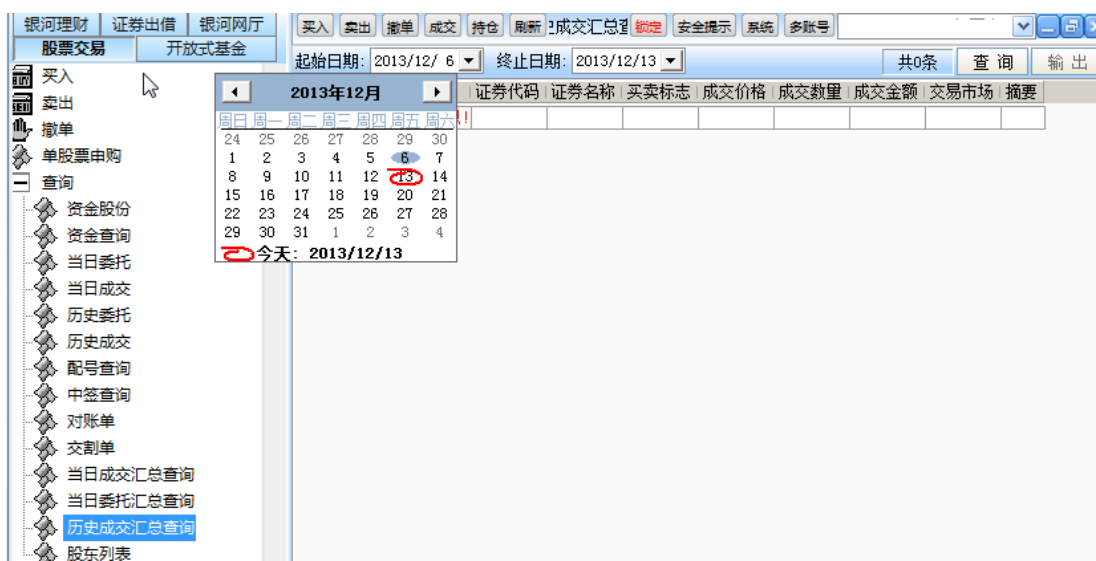 银河理财 证券出借 银河网厅
股票交易 开放式基金
买入 卖出 撤单 成交 持仓 刷新 成交汇总 锁定 安全提示 系统 多账号
起始日期: 2013/12/ 6 终止日期: 2013/12/13 共0条 查 询 输 出
证券代码 证券名称 买卖标志 成交价格 成交数量 成交金额 交易市场 摘要
!
2013年12月
周日 周一 周二 周三 周四 周五 周六
24 25 26 27 28 29 30
1 2 3 4 5 6 7
8 9 10 11 12 13 14
15 16 17 18 19 20 21
22 23 24 25 26 27 28
29 30 31 1 2 3 4
今天: 2013/12/13
买入
卖出
撤单
单股票申购
查询
资金股份
资金查询
当日委托
当日成交
历史委托
历史成交
配号查询
中签查询
对账单
交割单
当日成交汇总查询
当日委托汇总查询
历史成交汇总查询
股东列表